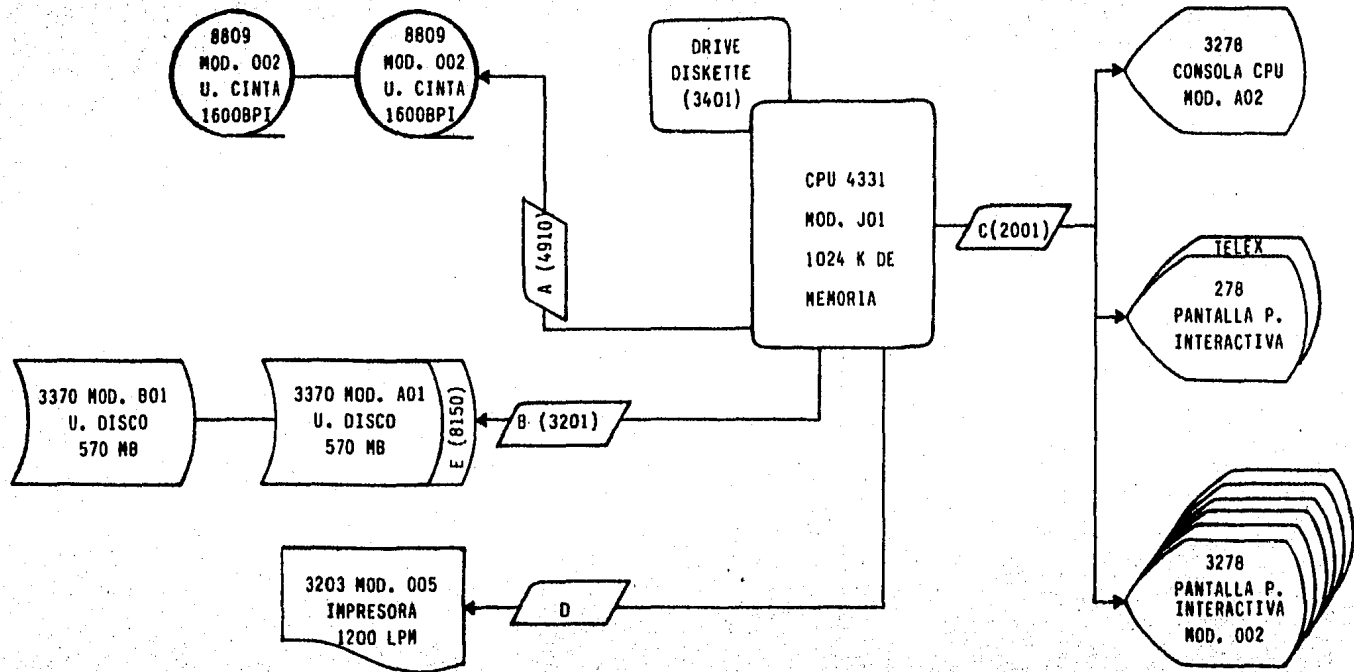 8809
MOD. 002
U. CINTA
1600BPI
8809
MOD. 002
U. CINTA
1600BPI
DRIVE
DISKETTE
(3401)
CPU 4331
MOD. J01
1024 K DE
MEMORIA
3278
CONSOLA CPU
MOD. A02
A (4910)
C(2001)
TELEX
278
PANTALLA P.
INTERACTIVA
3370 MOD. B01
U. DISCO
570 MB
3370 MOD. A01
U. DISCO
570 MB
E (8150)
B (3201)
3203 MOD. 005
IMPRESORA
1200 LPM
D
3278
PANTALLA P.
INTERACTIVA
MOD. 002